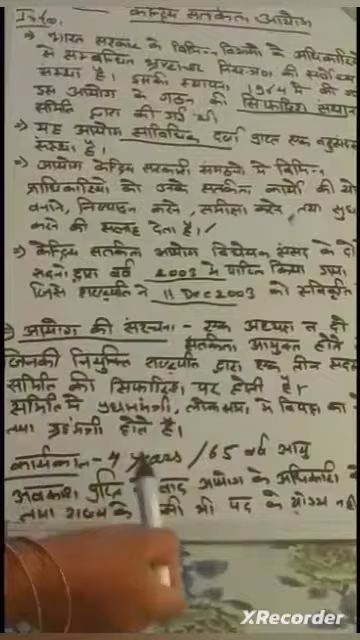 केन्द्रिय सतर्कता आयोग
⇒ भारत सरकार के विभिन्न विभागो के अधिकारियो
से सम्बन्धित भ्रष्टाचार नियन्त्रण की सर्वोच्च
संस्था है। इसकी स्थापना 1964 मे की गयी
इस आयोग के गठन की सिफारिश संथानम
समिति द्वारा की गई थी
⇒ यह आयोग सांविधिक दर्जा प्राप्त एक बहुसदस्यीय
संस्था है।
⇒ आयोग केन्द्रिय सरकारी संगठनो मे विभिन्न
प्राधिकारियो को उनके सतर्कता कार्यो की यो
बनाने, निष्पादन करने, समीक्षा करने, तथा सुध
करने की सलाह देता है।
⇒ केन्द्रिय सतर्कता आयोग विधेयक संसद के दो
सदनो द्वारा वर्ष 2003 मे पारित किया गया
जिसे राष्ट्रपति ने 11 Dec 2003 को स्वीकृति
आयोग की संरचना - एक अध्यक्ष व दो
सतर्कता आयुक्त होते
जिनकी नियुक्ति राष्ट्रपति द्वारा एक तीन सदस्
समिति की सिफारिश पर होती है।
समिति मे प्रधानमंत्री, लोकसभा मे विपक्ष का
तथा गृहमंत्री होते है।
कार्यकाल - 4 years / 65 वर्ष आयु
अवकाश प्राप्ति बाद आयोग के अधिकारी
तथा राज्य के किसी भी पद के योग्य नही
XRecorder